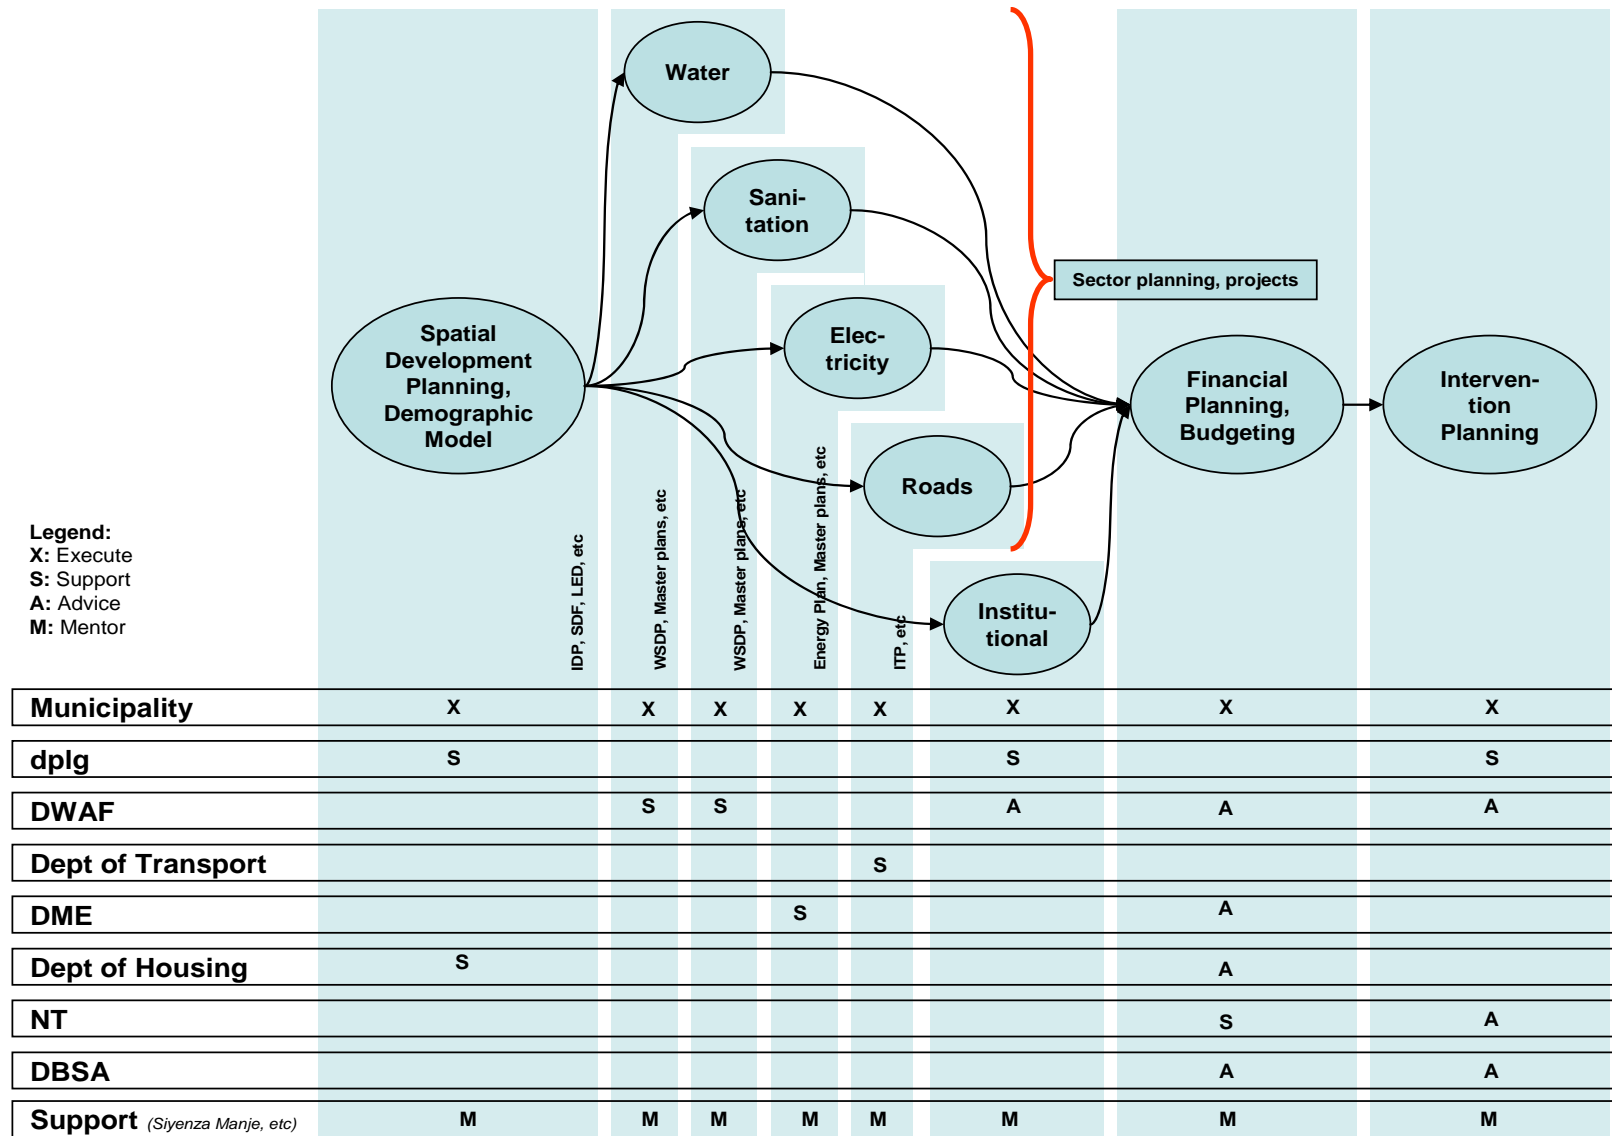 Water
Sani-
tation
Sector planning, projects
Spatial
Development
Planning,
Demographic
Model
Elec-
tricity
Financial
Planning,
Budgeting
Interven-
tion
Planning
Roads
Institu-
tional
Legend:
X: Execute
S: Support
A: Advice
M: Mentor
IDP, SDF, LED, etc
WSDP, Master plans, etc
WSDP, Master plans, etc
Energy Plan, Master plans, etc
ITP, etc
Municipality X X X X X X X X
dplg S S S
DWAF S S A A A
Dept of Transport S
DME S A
Dept of Housing S A
NT S A
DBSA A A
Support (Siyenza Manje, etc) M M M M M M M M